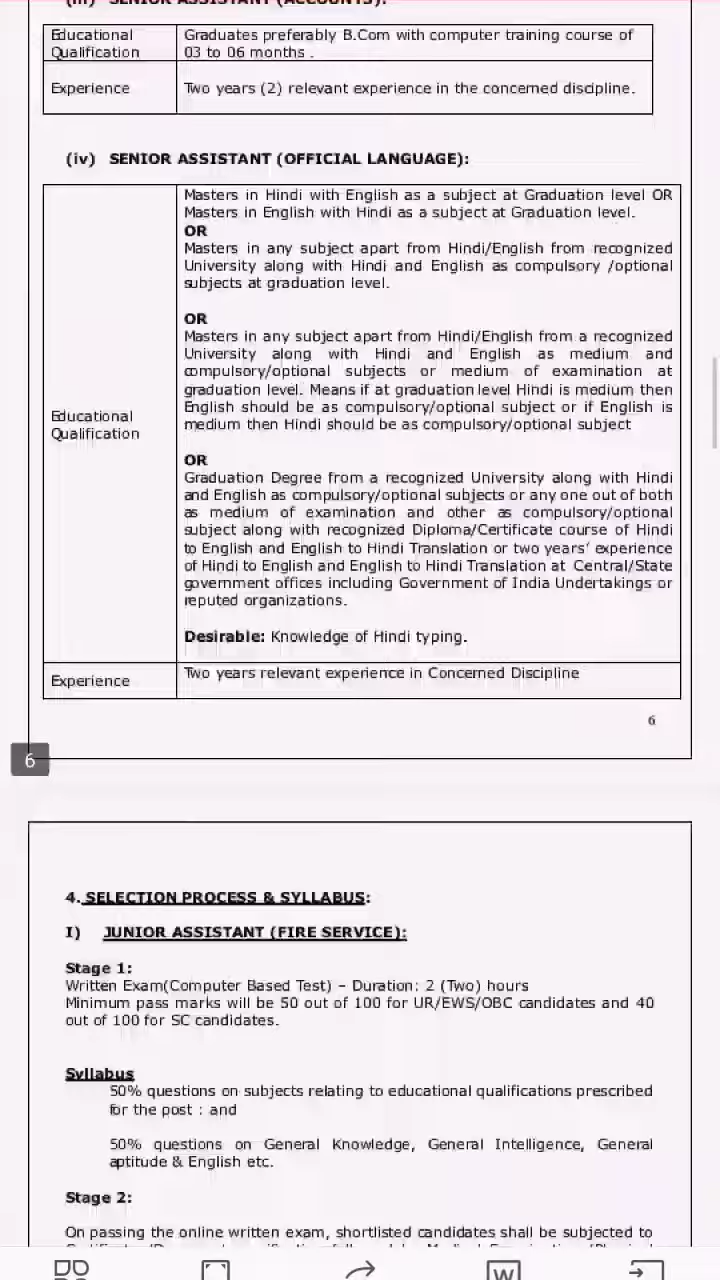 (iii) SENIOR ASSISTANT (ACCOUNTS):
Educational
Qualification
Graduates preferably B.Com with computer training course of
03 to 06 months .
Experience
Two years (2) relevant experience in the concerned discipline.
(iv) SENIOR ASSISTANT (OFFICIAL LANGUAGE):
Educational
Qualification
Masters in Hindi with English as a subject at Graduation level OR
Masters in English with Hindi as a subject at Graduation level.
OR
Masters in any subject apart from Hindi/English from recognized
University along with Hindi and English as compulsory /optional
subjects at graduation level.
OR
Masters in any subject apart from Hindi/English from a recognized
University along with Hindi and English as medium and
compulsory/optional subjects or medium of examination at
graduation level. Means if at graduation level Hindi is medium then
English should be as compulsory/optional subject or if English is
medium then Hindi should be as compulsory/optional subject
OR
Graduation Degree from a recognized University along with Hindi
and English as compulsory/optional subjects or any one out of both
as medium of examination and other as compulsory/optional
subject along with recognized Diploma/Certificate course of Hindi
to English and English to Hindi Translation or two years' experience
of Hindi to English and English to Hindi Translation at Central/State
government offices including Government of India Undertakings or
reputed organizations.
Desirable: Knowledge of Hindi typing.
Experience
Two years relevant experience in Concerned Discipline
6
6
4. SELECTION PROCESS & SYLLABUS:
I) JUNIOR ASSISTANT (FIRE SERVICE):
Stage 1:
Written Exam(Computer Based Test) – Duration: 2 (Two) hours
Minimum pass marks will be 50 out of 100 for UR/EWS/OBC candidates and 40
out of 100 for SC candidates.
Syllabus
50% questions on subjects relating to educational qualifications prescribed
for the post : and
50% questions on General Knowledge, General Intelligence, General
aptitude & English etc.
Stage 2:
On passing the online written exam, shortlisted candidates shall be subjected to
W